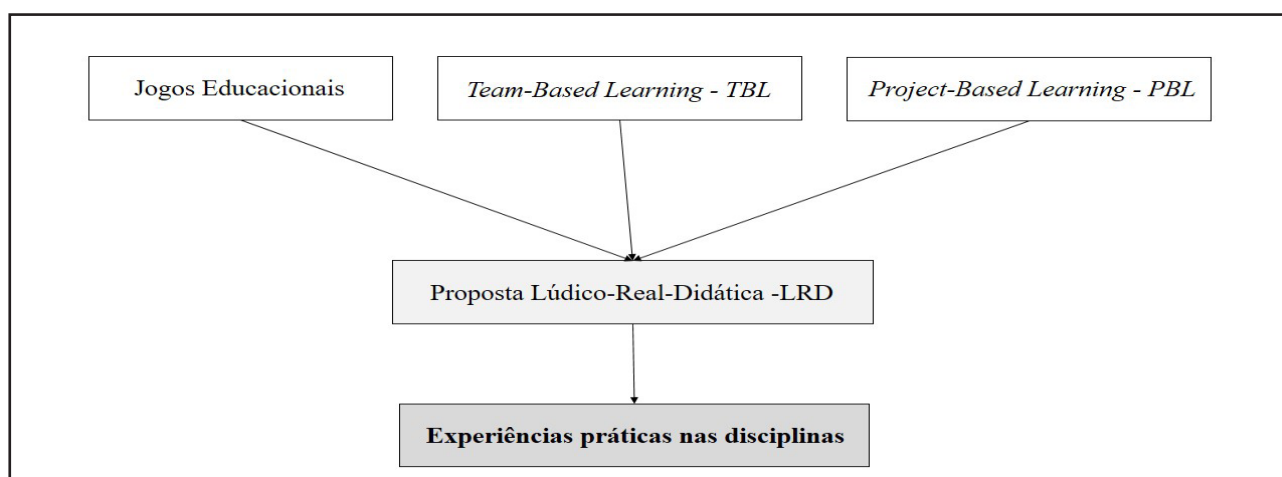 Jogos Educacionais
Team-Based Learning - TBL
Project-Based Learning - PBL
Proposta Lúdico-Real-Didática -LRD
Experiências práticas nas disciplinas